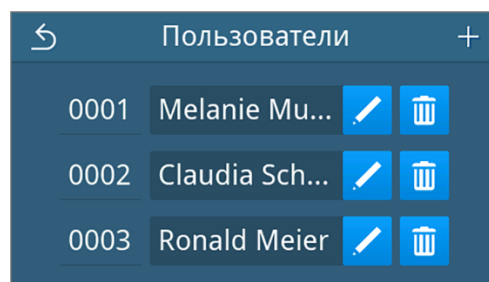 Пользователи
0001 Melanie Mu...
0002 Claudia Sch...
0003 Ronald Meier